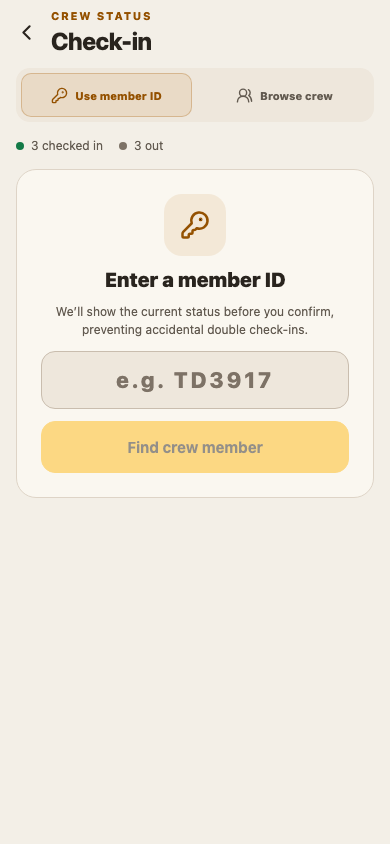 CREW STATUS
Check-in
Use member ID
Browse crew
3 checked in
3 out
Enter a member ID
We’ll show the current status before you confirm,
preventing accidental double check-ins.
e.g. TD3917
Find crew member